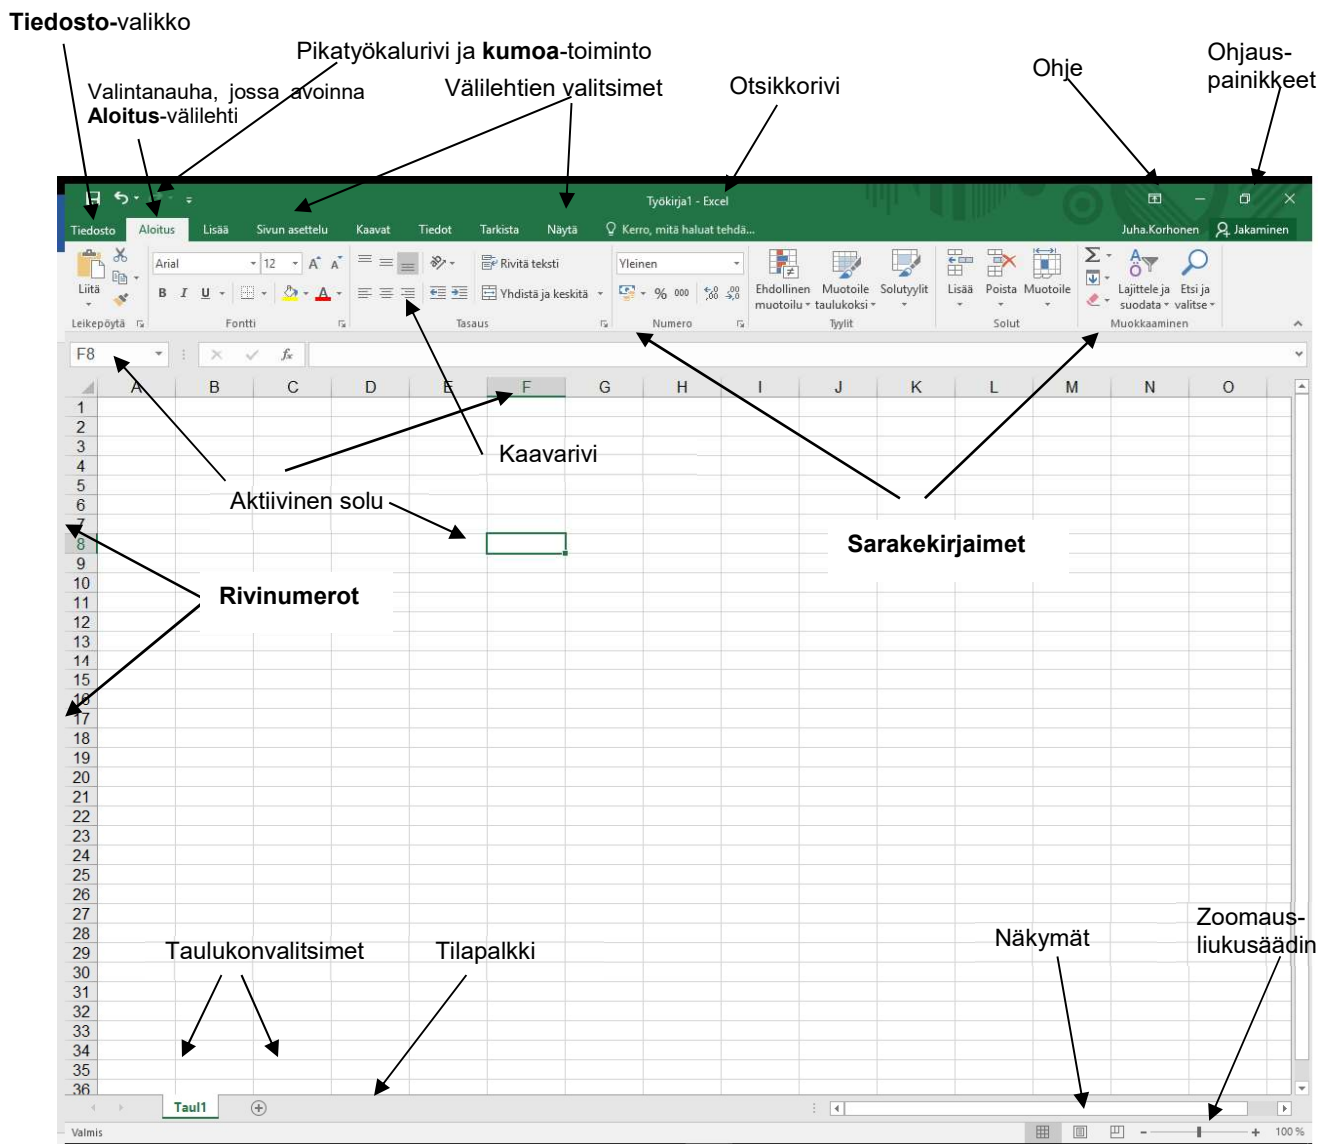 Tiedosto-valikko
Pikatyökalurivi ja kumoa-toiminto
Ohje
Ohjaus-
painikkeet
Valintanauha, jossa avoinna
Aloitus-välilehti
Välilehtien valitsimet
Otsikkorivi
Työkirja1 - Excel
Tiedosto Aloitus Lisää Sivun asettelu Kaavat Tiedot Tarkista Näytä Kerro, mitä haluat tehdä... Juha.Korhonen Jakaminen
Arial 12 A A Rivitä teksti Yleinen
Liitä B I U A Yhdistä ja keskitä % 000 ,00 ,00 ,0
Ehdollinen Muotoile Solutyylit Lisää Poista Muotoile Lajittele ja Etsi ja
muotoilu taulukoksi suodata valitse
Leikepöytä Fontti Tasaus Numero Tyylit Solut Muokkaaminen
F8 fx
A B C D E F G H I J K L M N O
1
2
3
Kaavarivi
4
5
Aktiivinen solu
6
7
8
Sarakekirjaimet
9
10
Rivinumerot
11
12
13
14
15
16
17
18
19
20
21
22
23
24
25
26
27
28
Taulukonvalitsimet Tilapalkki Näkymät Zoomaus-
liukusäädin
29
30
31
32
33
34
35
36
Taul1
Valmis 100 %